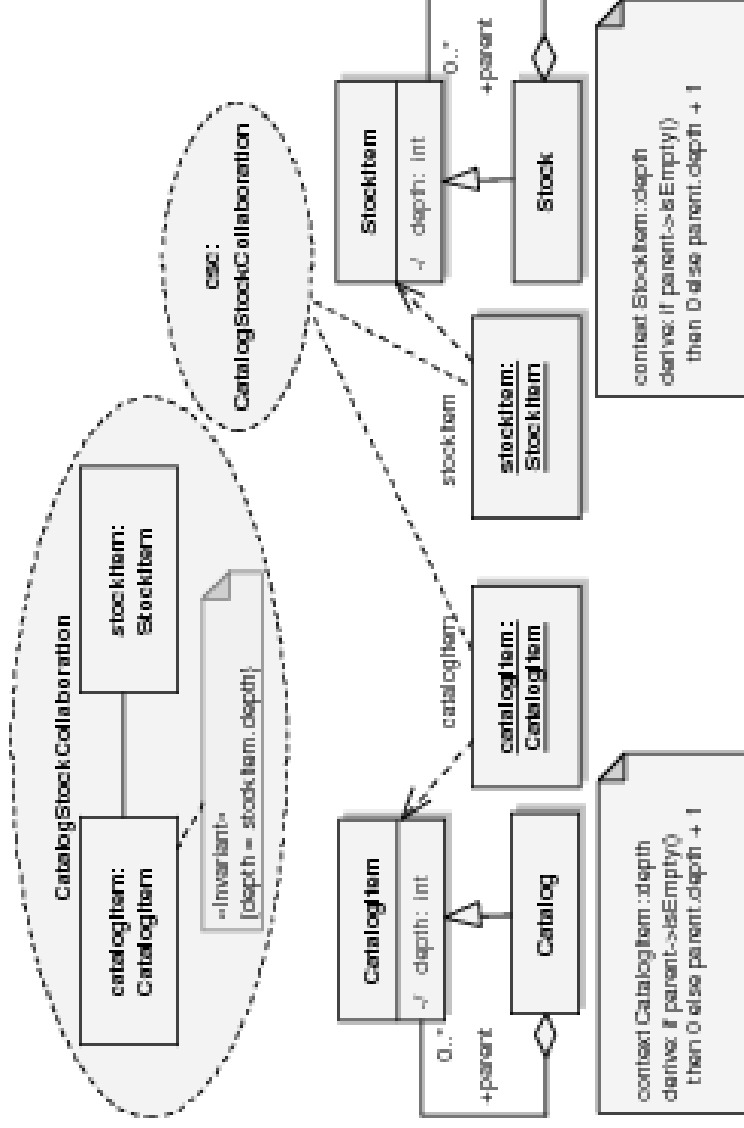 CatalogStockCollaboration
catalogItem:
CatalogItem
stockItem:
StockItem
«Invariant»
{depth = stockItem.depth}
csc:
CatalogStockCollaboration
CatalogItem
-/ depth: int
0..*
+parent
Catalog
catalogItem
catalogItem:
CatalogItem
stockItem
stockItem:
StockItem
StockItem
-/ depth: int
0..*
+parent
Stock
context CatalogItem::depth
derive: if parent->isEmpty()
then 0 else parent.depth + 1
context StockItem::depth
derive: if parent->isEmpty()
then 0 else parent.depth + 1